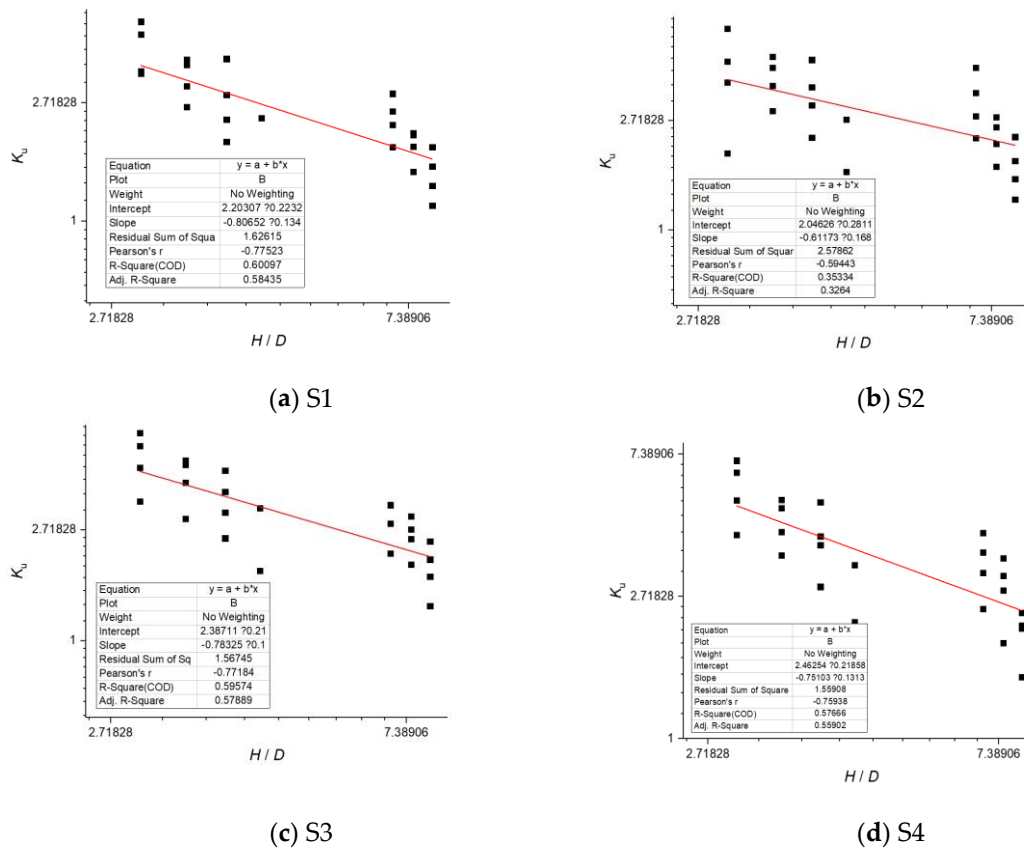 2.71828
K_u
1
Equation y = a + b*x
Plot B
Weight No Weighting
Intercept 2.20307 ?0.2232
Slope -0.80652 ?0.134
Residual Sum of Squa 1.62615
Pearson's r -0.77523
R-Square(COD) 0.60097
Adj. R-Square 0.58435
2.71828 7.38906
H / D
(a) S1
2.71828
K_u
1
Equation y = a + b*x
Plot B
Weight No Weighting
Intercept 2.04626 ?0.2811
Slope -0.61173 ?0.168
Residual Sum of Squar 2.57862
Pearson's r -0.59443
R-Square(COD) 0.35334
Adj. R-Square 0.3264
2.71828 7.38906
H / D
(b) S2
2.71828
K_u
1
Equation y = a + b*x
Plot B
Weight No Weighting
Intercept 2.38711 ?0.21
Slope -0.78325 ?0.1
Residual Sum of Sq 1.56745
Pearson's r -0.77184
R-Square(COD) 0.59574
Adj. R-Square 0.57889
2.71828 7.38906
H / D
(c) S3
7.38906
2.71828
K_u
1
Equation y = a + b*x
Plot B
Weight No Weighting
Intercept 2.46254 ?0.21858
Slope -0.75103 ?0.1313
Residual Sum of Square 1.55908
Pearson's r -0.75938
R-Square(COD) 0.57666
Adj. R-Square 0.55902
2.71828 7.38906
H / D
(d) S4